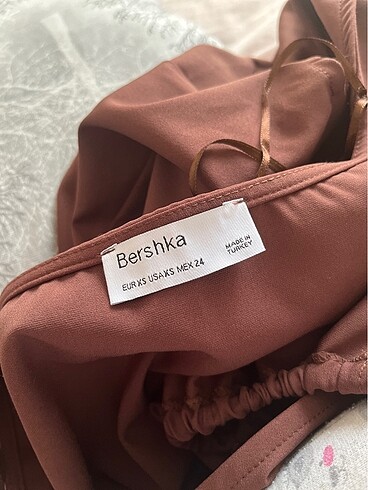 Bershka
MADE IN
TURKEY
EUR XS USA XS MEX 24